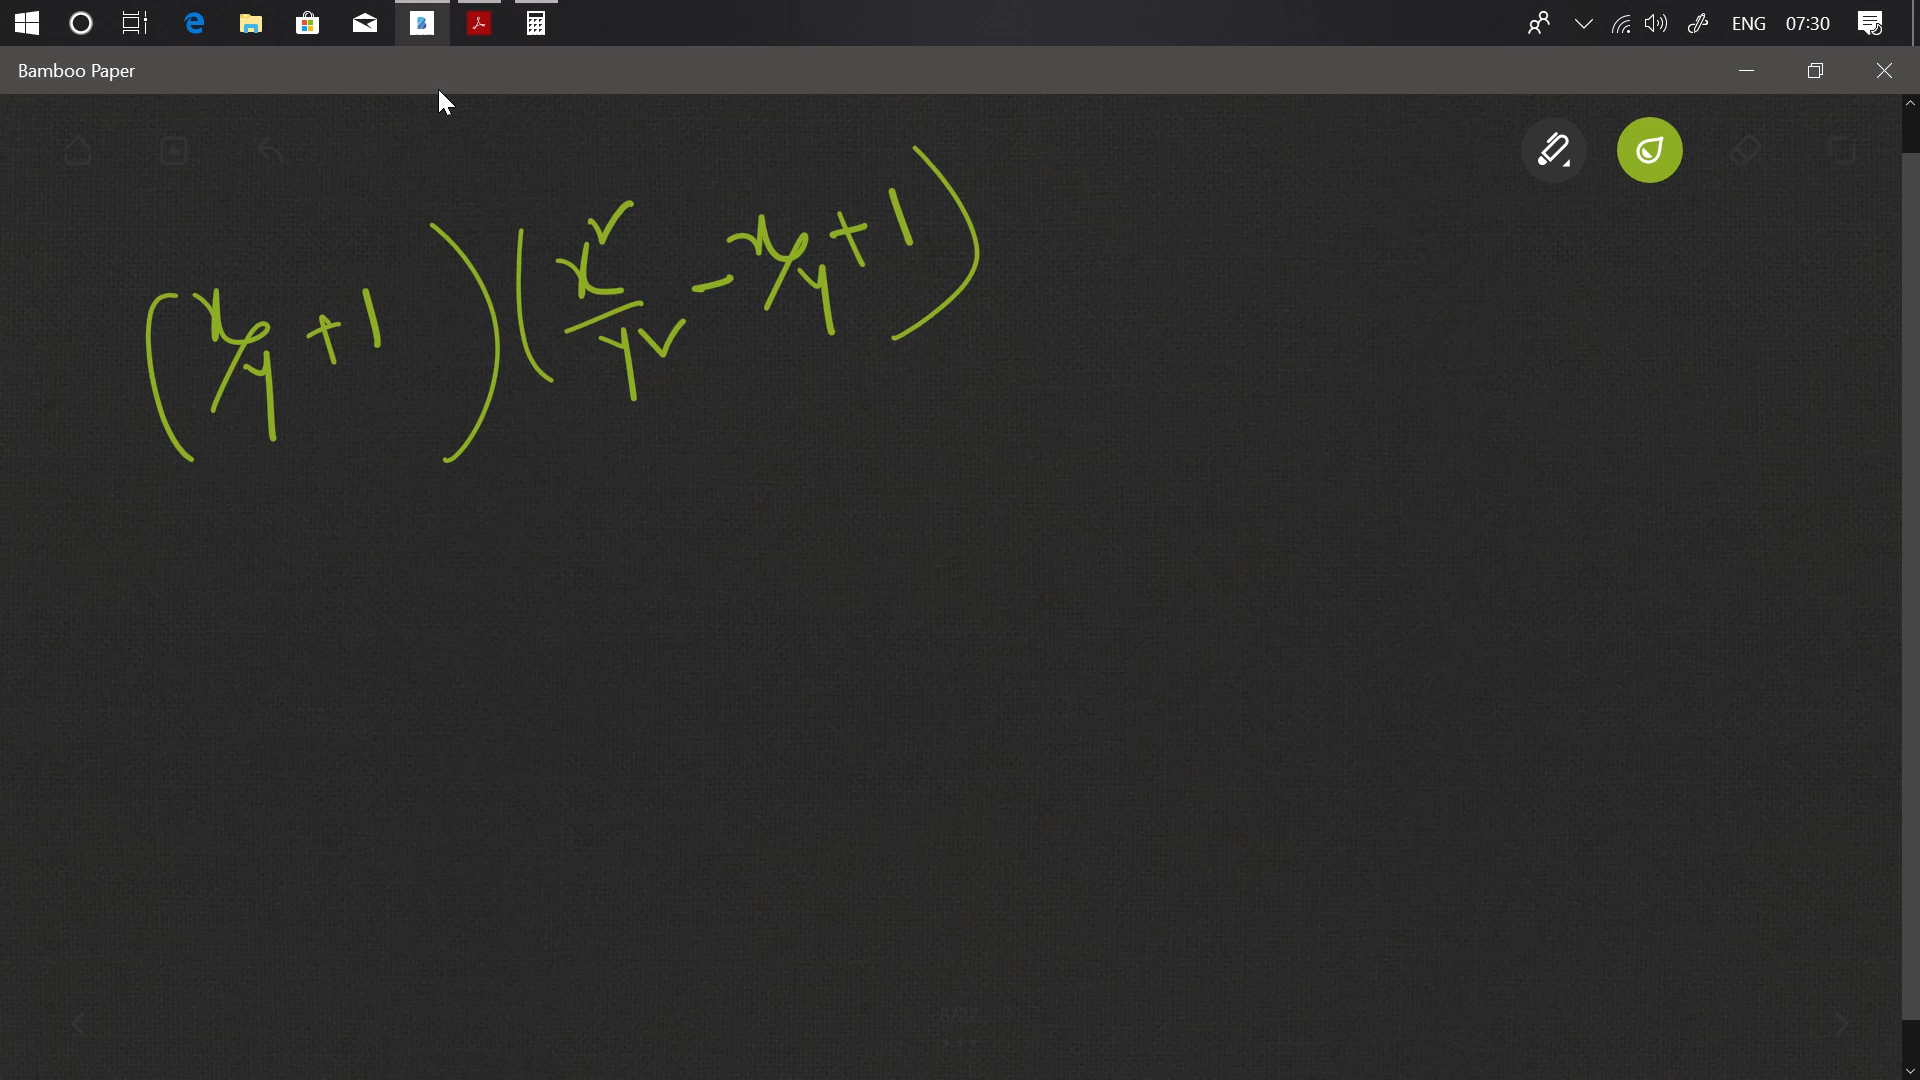 ENG 07:30
Bamboo Paper
(x/y + 1)(x²/y² - x/y + 1)